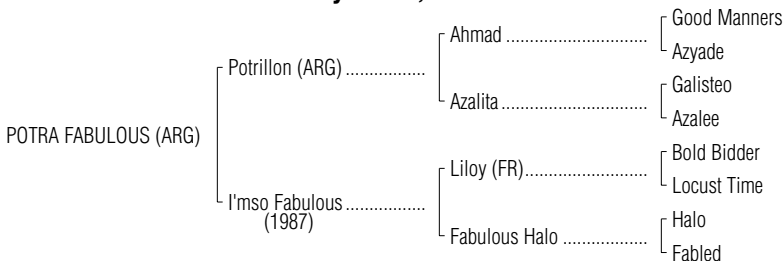 Good Manners
Ahmad
Azyade
Potrillon (ARG)
Galisteo
Azalita
Azalee
POTRA FABULOUS (ARG)
Bold Bidder
Liloy (FR)
Locust Time
I'mso Fabulous
(1987)
Halo
Fabulous Halo
Fabled